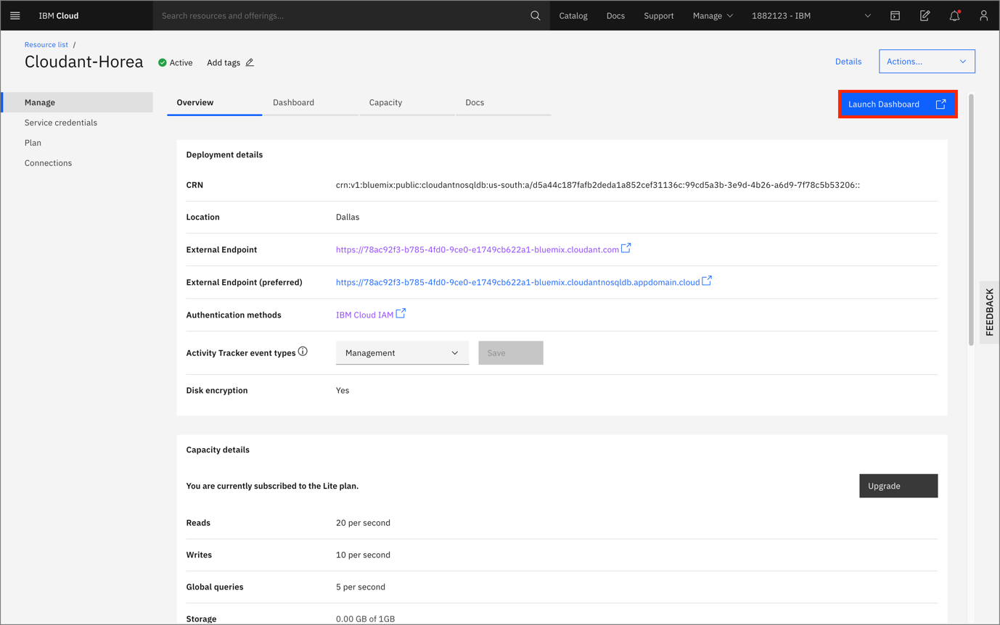 IBM Cloud
Search resources and offerings...
Catalog
Docs
Support
Manage
1882123 - IBM
Resource list /
Cloudant-Horea
Active
Add tags
Details
Actions...
Manage
Service credentials
Plan
Connections
Overview
Dashboard
Capacity
Docs
Launch Dashboard
Deployment details
CRN crn:v1:bluemix:public:cloudantnosqldb:us-south:a/d5a44c187fafb2deda1a852cef31136c:99cd5a3b-3e9d-4b26-a6d9-7f78c5b53206::
Location Dallas
External Endpoint https://78ac92f3-b785-4fd0-9ce0-e1749cb622a1-bluemix.cloudant.com
External Endpoint (preferred) https://78ac92f3-b785-4fd0-9ce0-e1749cb622a1-bluemix.cloudantnosqldb.appdomain.cloud
Authentication methods IBM Cloud IAM
Activity Tracker event types Management Save
Disk encryption Yes
Capacity details
You are currently subscribed to the Lite plan. Upgrade
Reads 20 per second
Writes 10 per second
Global queries 5 per second
Storage 0.00 GB of 1GB
FEEDBACK